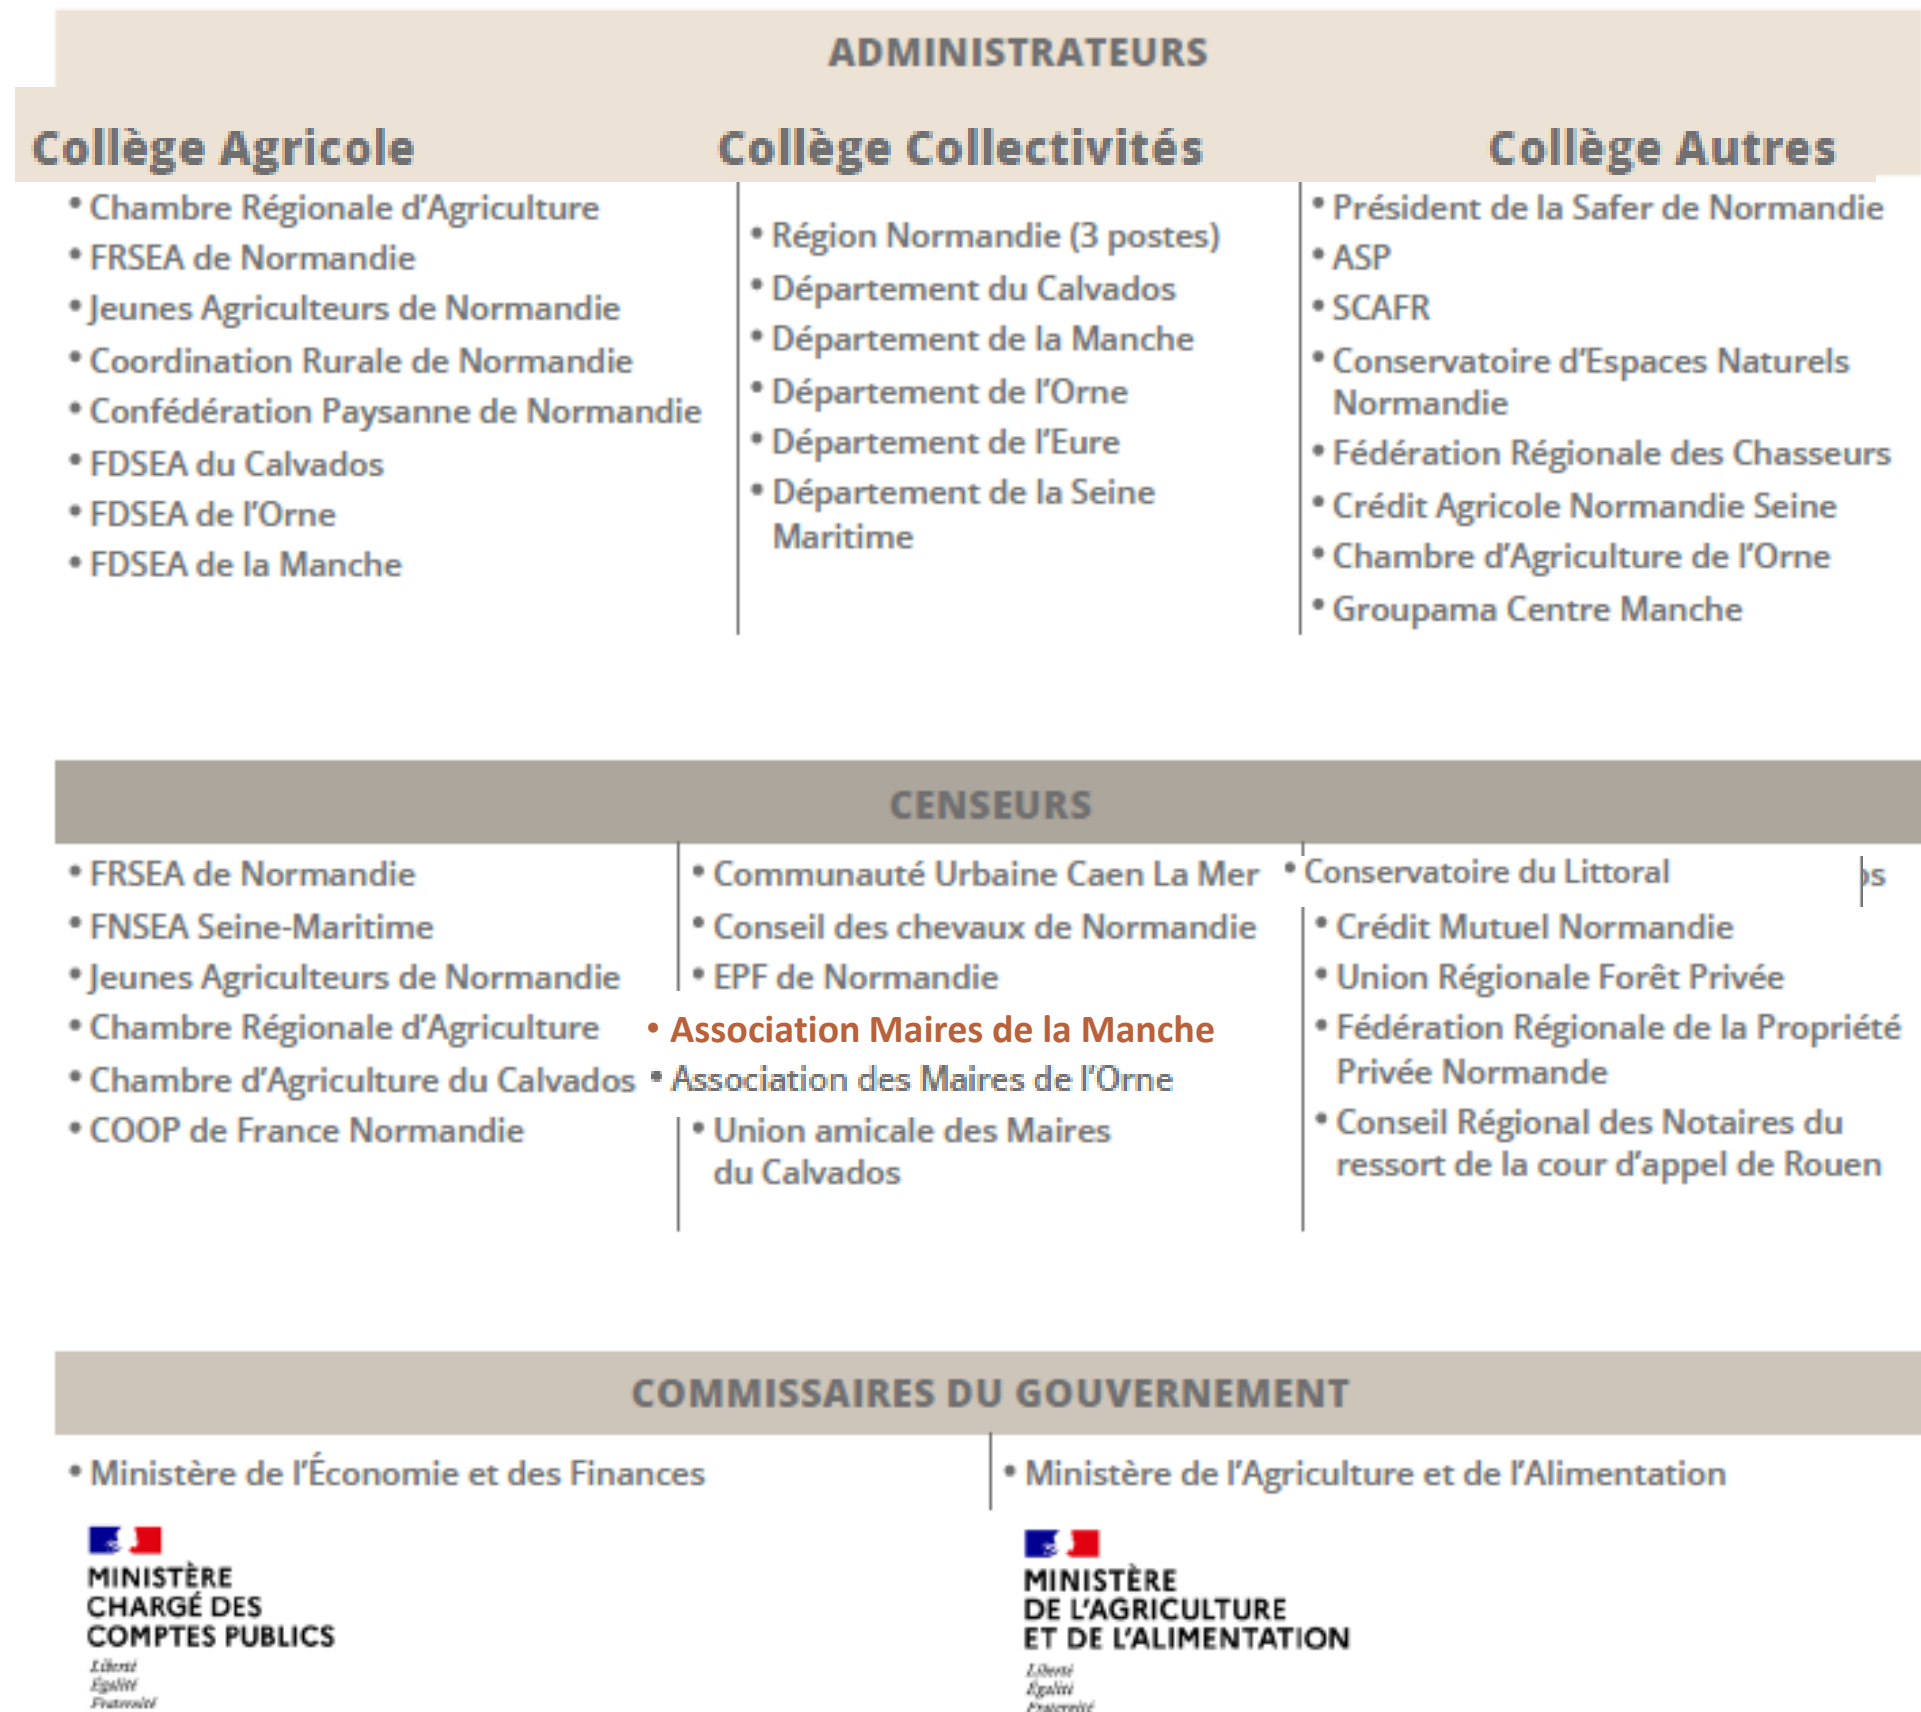 ADMINISTRATEURS
Collège Agricole
Collège Collectivités
Collège Autres
• Chambre Régionale d’Agriculture
• FRSEA de Normandie
• Jeunes Agriculteurs de Normandie
• Coordination Rurale de Normandie
• Confédération Paysanne de Normandie
• FDSEA du Calvados
• FDSEA de l’Orne
• FDSEA de la Manche
• Région Normandie (3 postes)
• Département du Calvados
• Département de la Manche
• Département de l’Orne
• Département de l’Eure
• Département de la Seine
Maritime
• Président de la Safer de Normandie
• ASP
• SCAFR
• Conservatoire d’Espaces Naturels
Normandie
• Fédération Régionale des Chasseurs
• Crédit Agricole Normandie Seine
• Chambre d’Agriculture de l’Orne
• Groupama Centre Manche
CENSEURS
• FRSEA de Normandie
• FNSEA Seine-Maritime
• Jeunes Agriculteurs de Normandie
• Chambre Régionale d’Agriculture
• Chambre d’Agriculture du Calvados
• COOP de France Normandie
• Communauté Urbaine Caen La Mer
• Conseil des chevaux de Normandie
• EPF de Normandie
• Association Maires de la Manche
• Association des Maires de l’Orne
• Union amicale des Maires
du Calvados
• Conservatoire du Littoral
• Crédit Mutuel Normandie
• Union Régionale Forêt Privée
• Fédération Régionale de la Propriété
Privée Normande
• Conseil Régional des Notaires du
ressort de la cour d’appel de Rouen
COMMISSAIRES DU GOUVERNEMENT
• Ministère de l’Économie et des Finances
MINISTÈRE
CHARGÉ DES
COMPTES PUBLICS
Liberté
Égalité
Fraternité
• Ministère de l’Agriculture et de l’Alimentation
MINISTÈRE
DE L’AGRICULTURE
ET DE L’ALIMENTATION
Liberté
Égalité
Fraternité